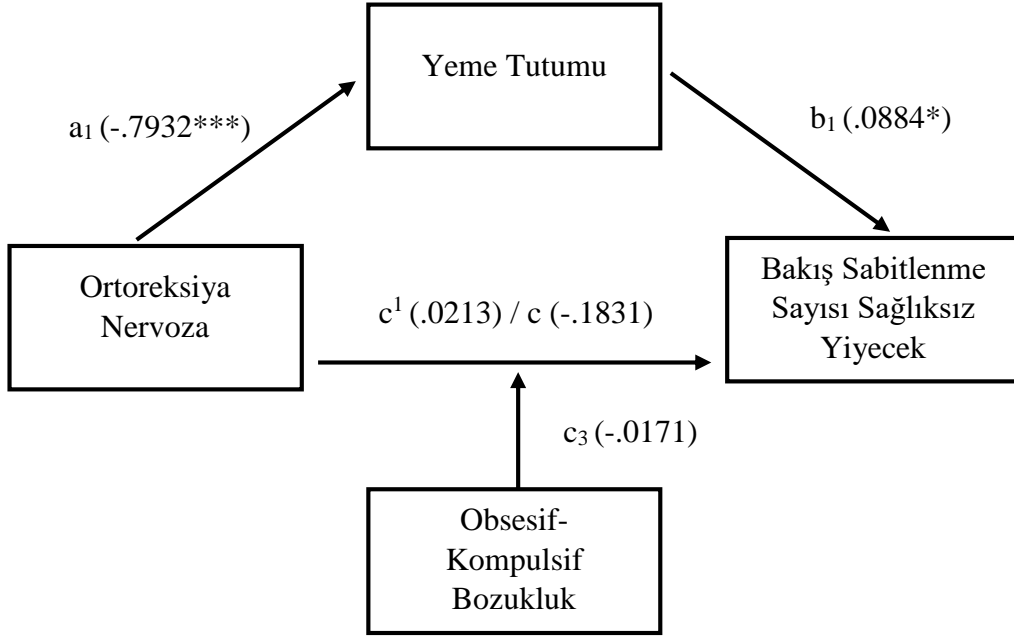 Yeme Tutumu
a₁ (-.7932***)
b₁ (.0884*)
Ortoreksiya
Nervoza
c¹ (.0213) / c (-.1831)
Bakış Sabitlenme
Sayısı Sağlıksız
Yiyecek
c₃ (-.0171)
Obsesif-
Kompulsif
Bozukluk